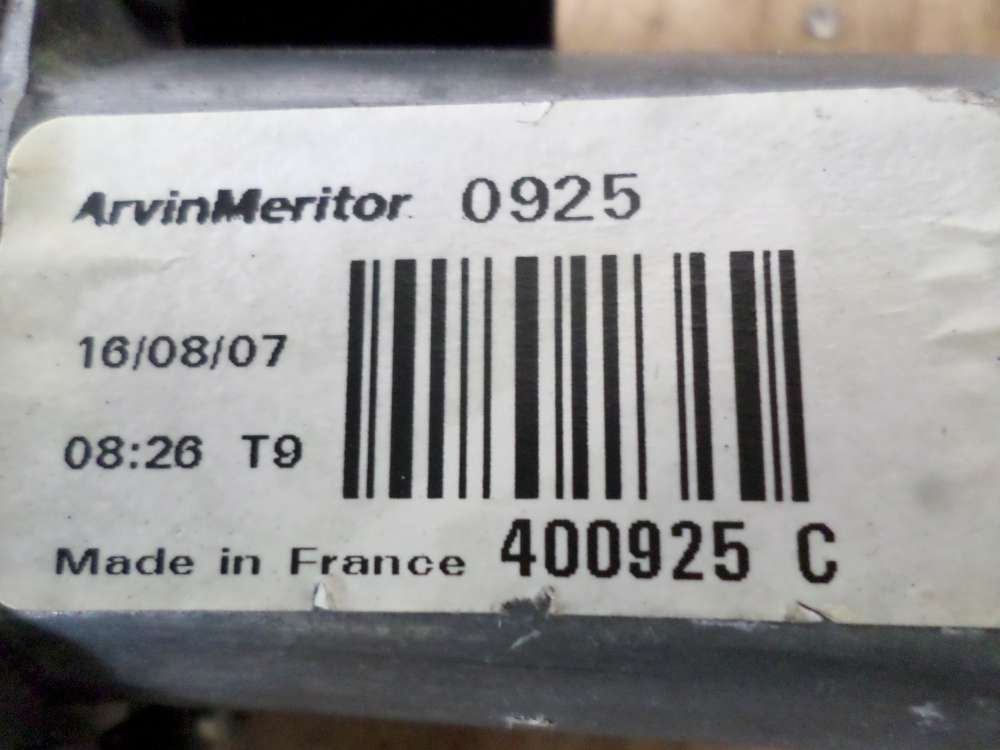 ArvinMeritor 0925
16/08/07
08:26 T9
Made in France 400925 C